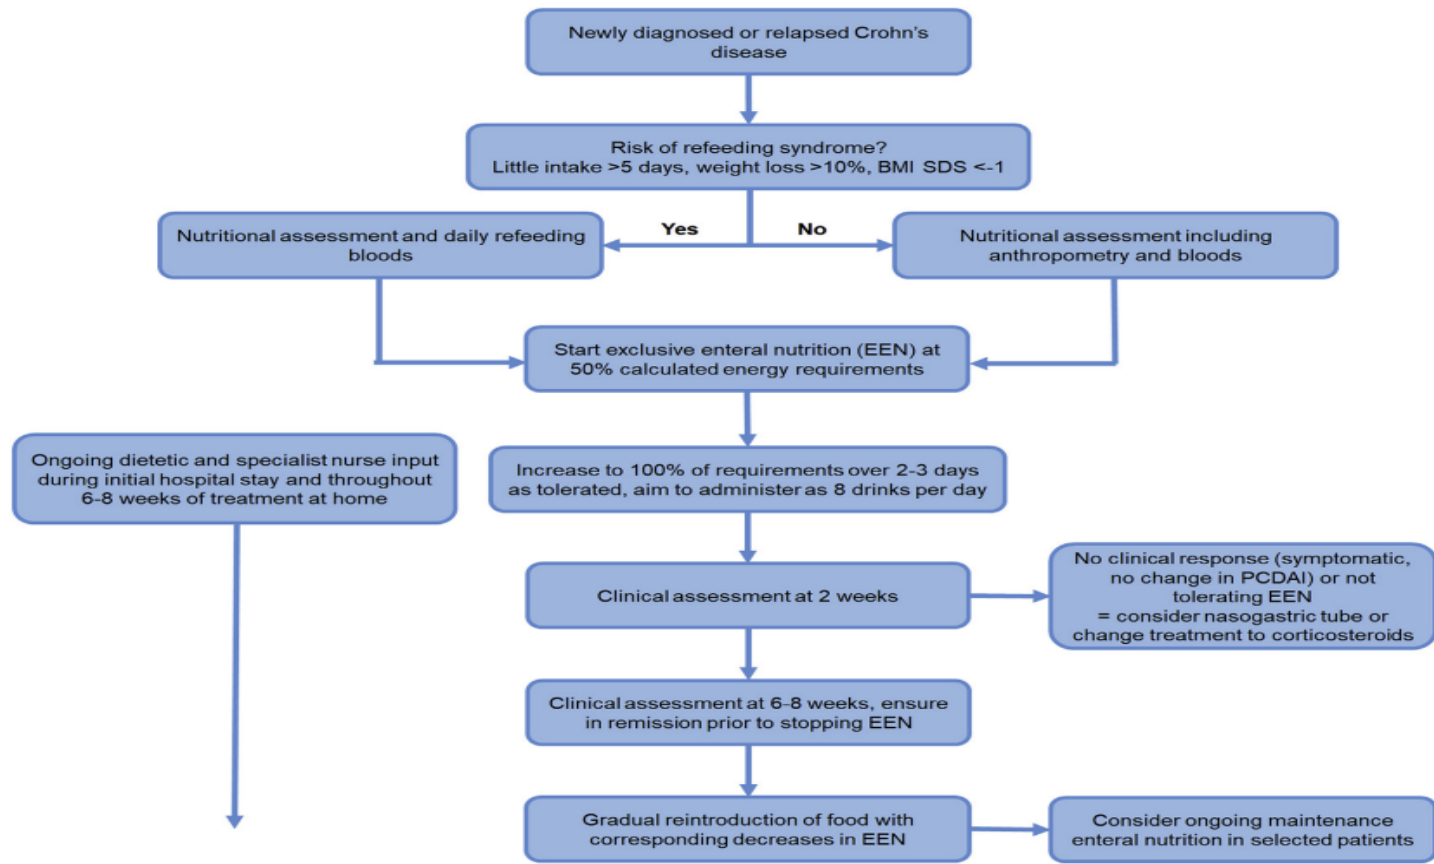 Newly diagnosed or relapsed Crohn's
disease
Risk of refeeding syndrome?
Little intake >5 days, weight loss >10%, BMI SDS <-1
Yes
No
Nutritional assessment and daily refeeding
bloods
Nutritional assessment including
anthropometry and bloods
Start exclusive enteral nutrition (EEN) at
50% calculated energy requirements
Ongoing dietetic and specialist nurse input
during initial hospital stay and throughout
6-8 weeks of treatment at home
Increase to 100% of requirements over 2-3 days
as tolerated, aim to administer as 8 drinks per day
Clinical assessment at 2 weeks
No clinical response (symptomatic,
no change in PCDAI) or not
tolerating EEN
= consider nasogastric tube or
change treatment to corticosteroids
Clinical assessment at 6-8 weeks, ensure
in remission prior to stopping EEN
Gradual reintroduction of food with
corresponding decreases in EEN
Consider ongoing maintenance
enteral nutrition in selected patients